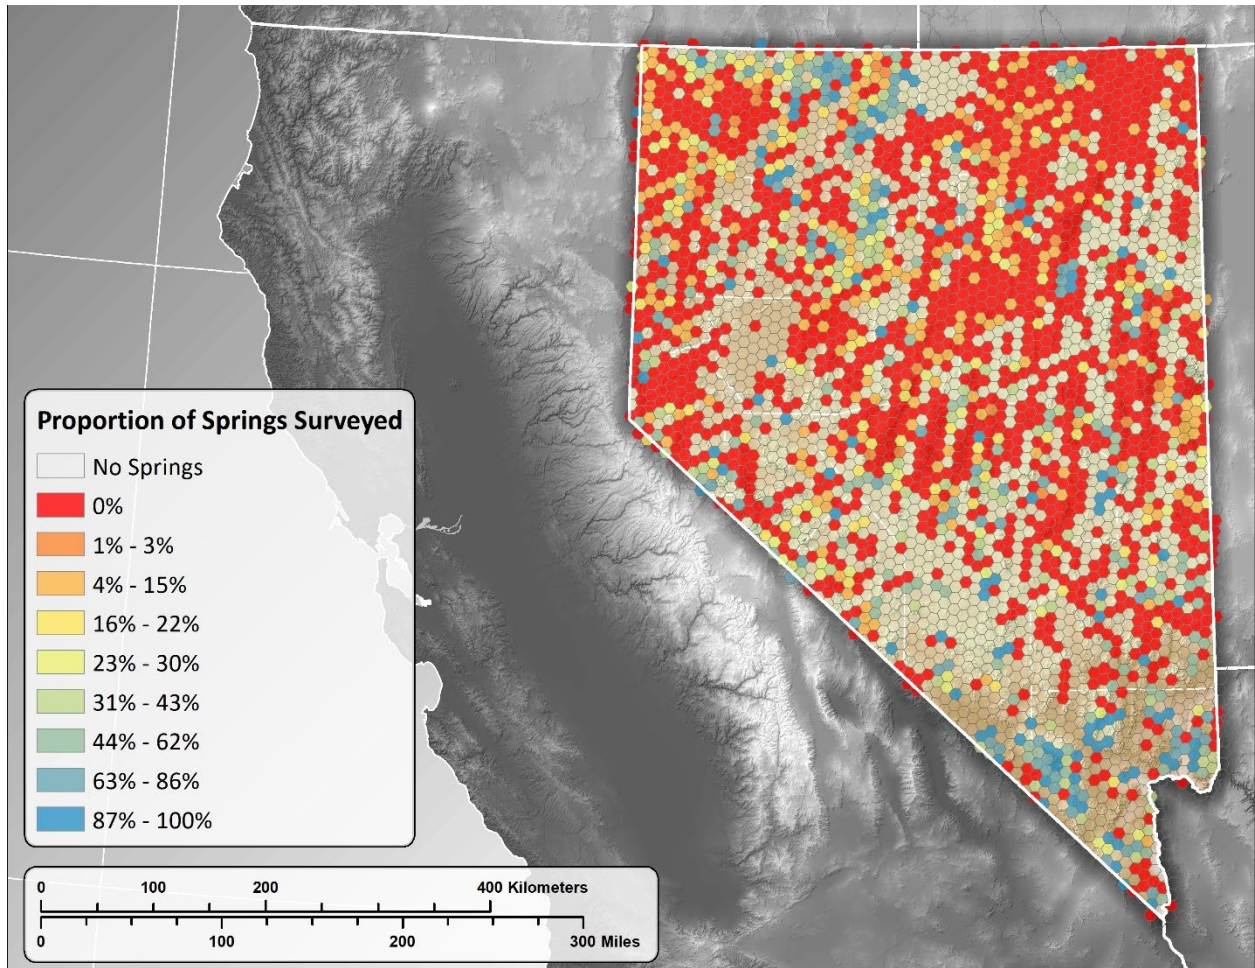 Proportion of Springs Surveyed
No Springs
0%
1% - 3%
4% - 15%
16% - 22%
23% - 30%
31% - 43%
44% - 62%
63% - 86%
87% - 100%
0 100 200 400 Kilometers
0 100 200 300 Miles